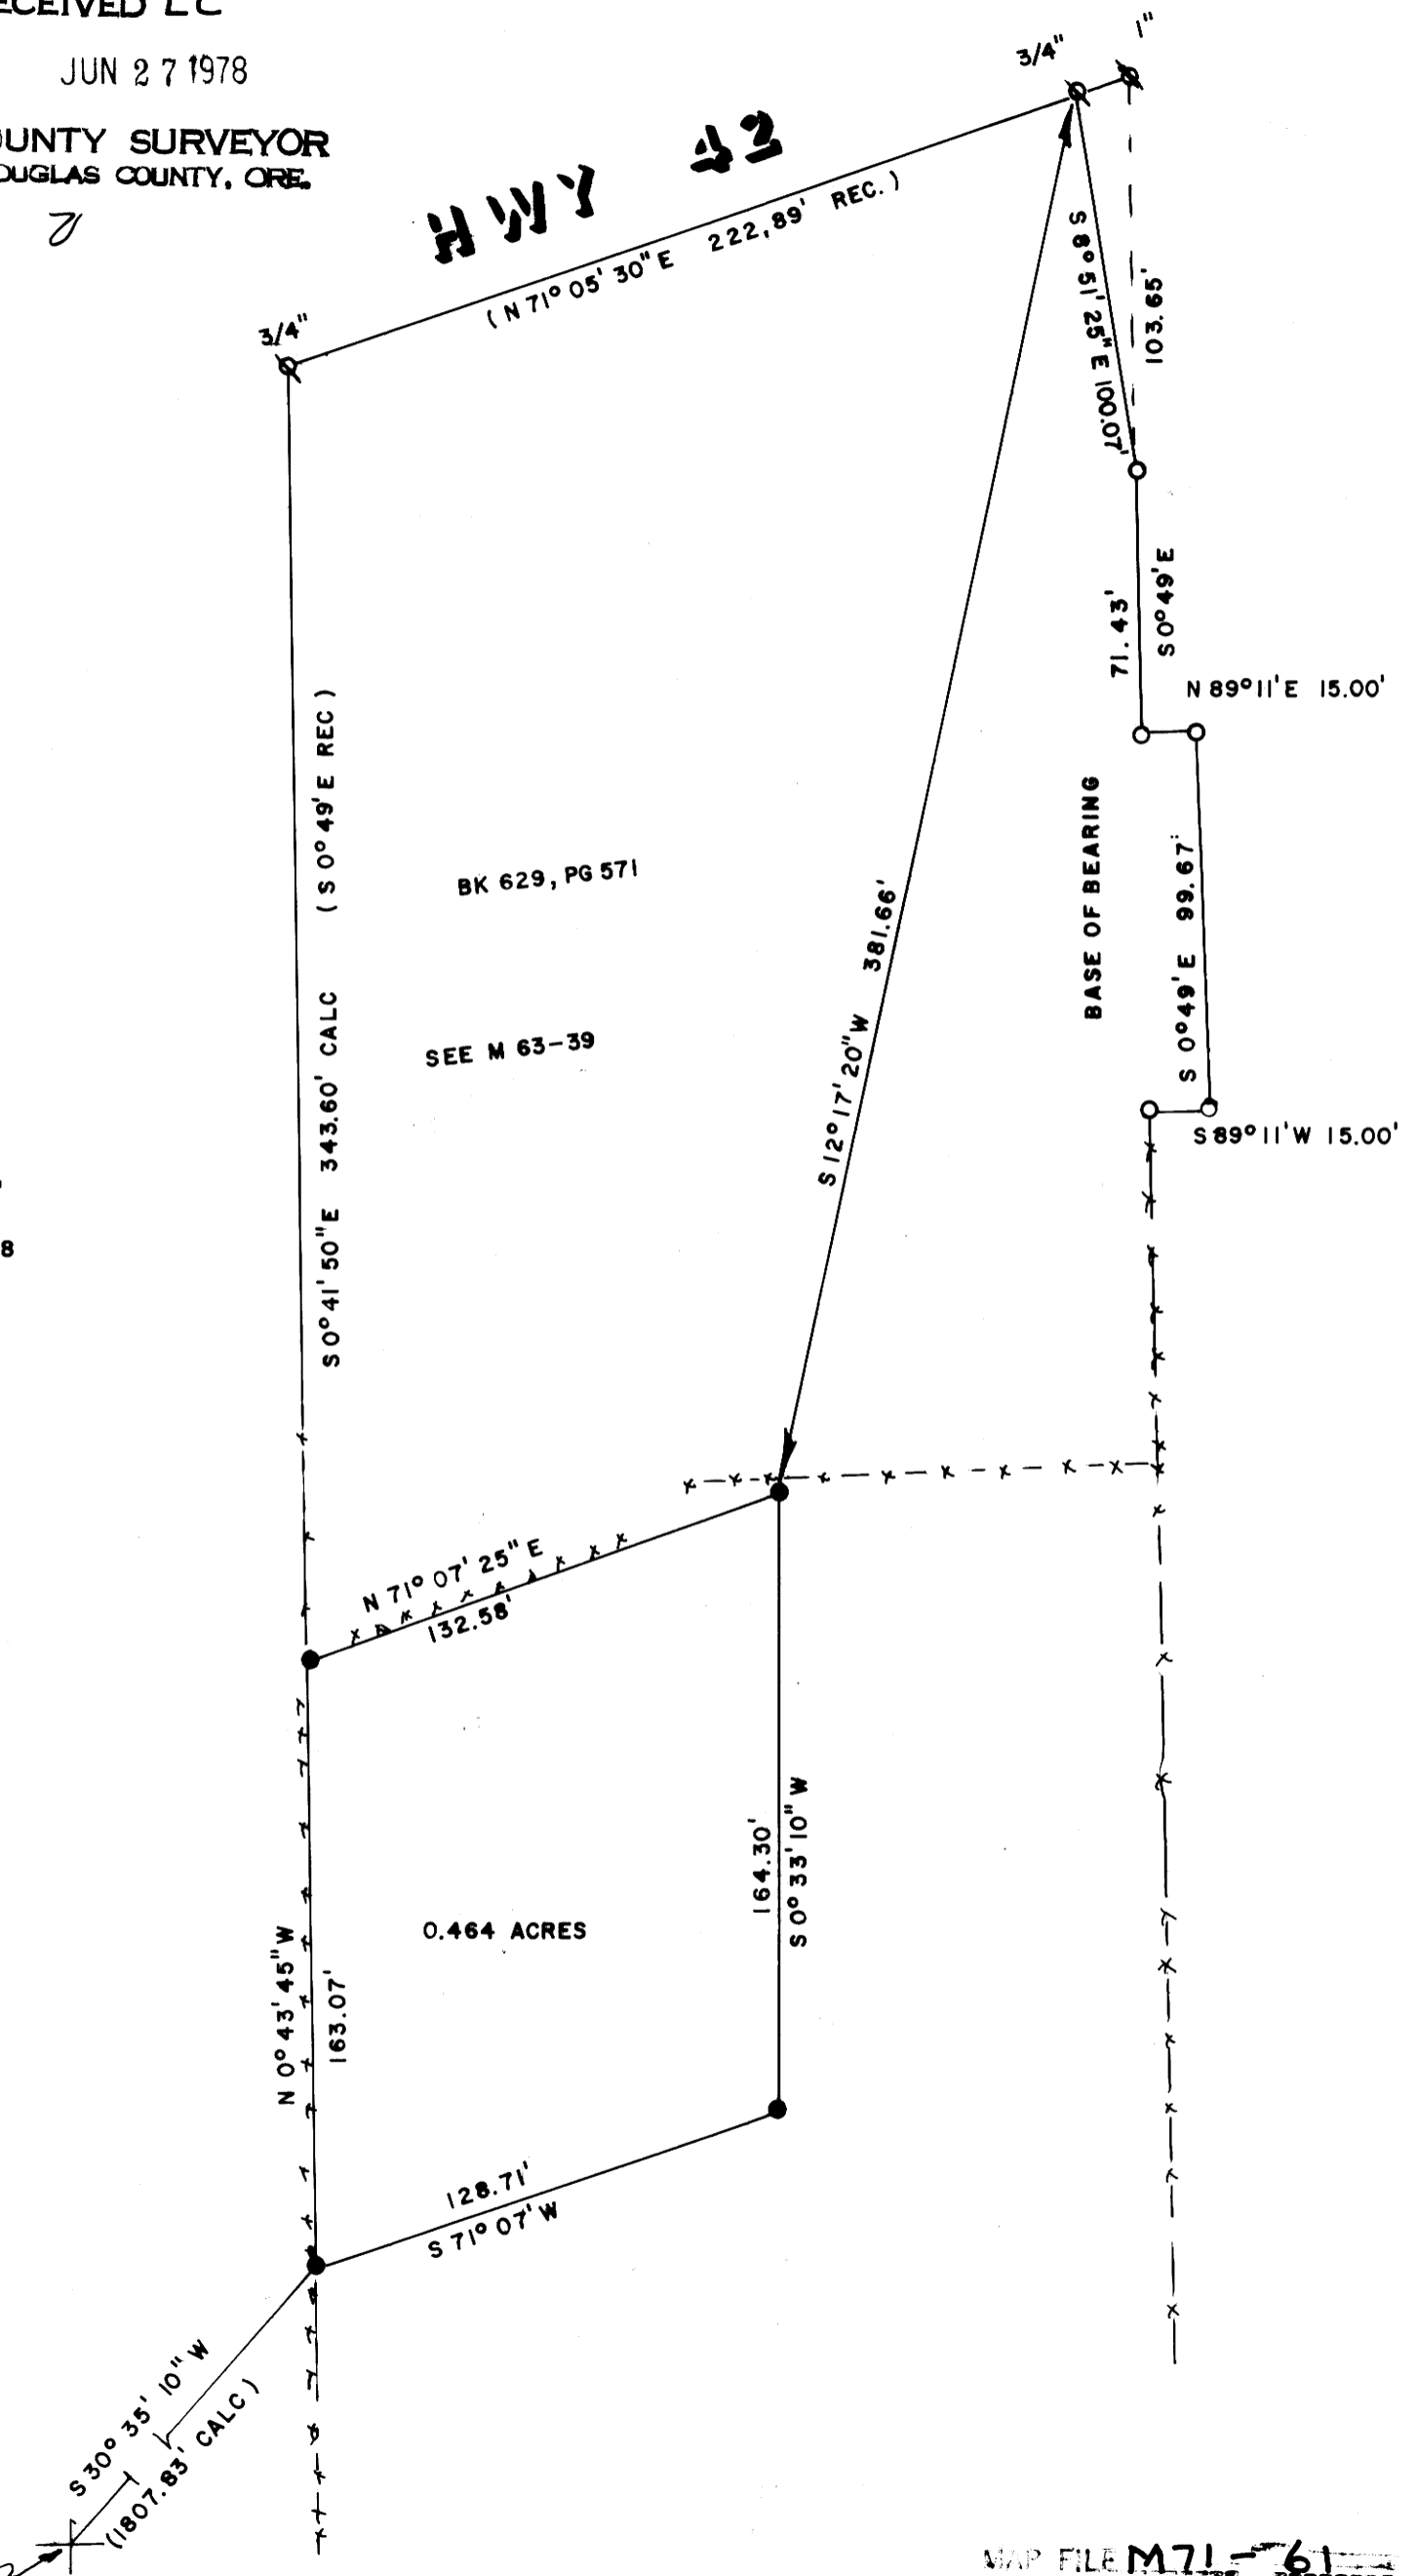 RECEIVED LC
JUN 27 1978
COUNTY SURVEYOR
DOUGLAS COUNTY, ORE.
1"
3/4"
HWY 42
(N 71° 05' 30" E 222,89' REC.)
3/4"
S 8° 51' 25" E 100.07'
103.65'
71.43'
S 0° 49' E
N 89° 11' E 15.00'
(S 0° 49' E REC)
S 0° 41' 50" E 343.60' CALC
BK 629, PG 571
SEE M 63-39
S 12° 17' 20" W 381.66'
BASE OF BEARING
S 0° 49' E 99.67'
S 89° 11' W 15.00'
8
N 71° 07' 25" E
132.58'
164.30'
S 0° 33' 10" W
0.464 ACRES
N 0° 43' 45" W
163.07'
128.71'
S 71° 07' W
S 30° 35' 10" W
(1807.83' CALC)
MAP FILE M71-61